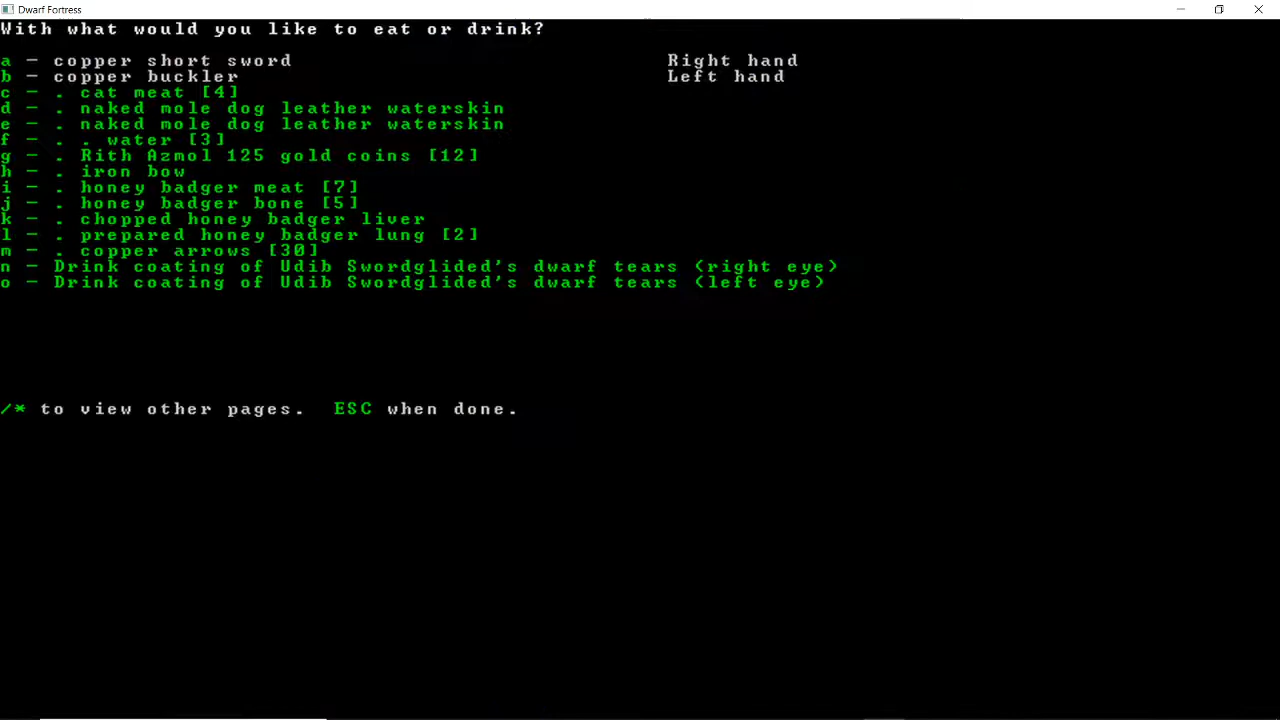 Dwarf Fortress
With what would you like to eat or drink?
a - copper short sword Right hand
b - copper buckler Left hand
c - . cat meat [4]
d - . naked mole dog leather waterskin
e - . naked mole dog leather waterskin
f - . . water [3]
g - . Rith Azmol 125 gold coins [12]
h - . iron bow
i - . honey badger meat [7]
j - . honey badger bone [5]
k - . chopped honey badger liver
l - . prepared honey badger lung [2]
m - . copper arrows [30]
n - Drink coating of Udib Swordglided's dwarf tears (right eye)
o - Drink coating of Udib Swordglided's dwarf tears (left eye)
/* to view other pages. ESC when done.